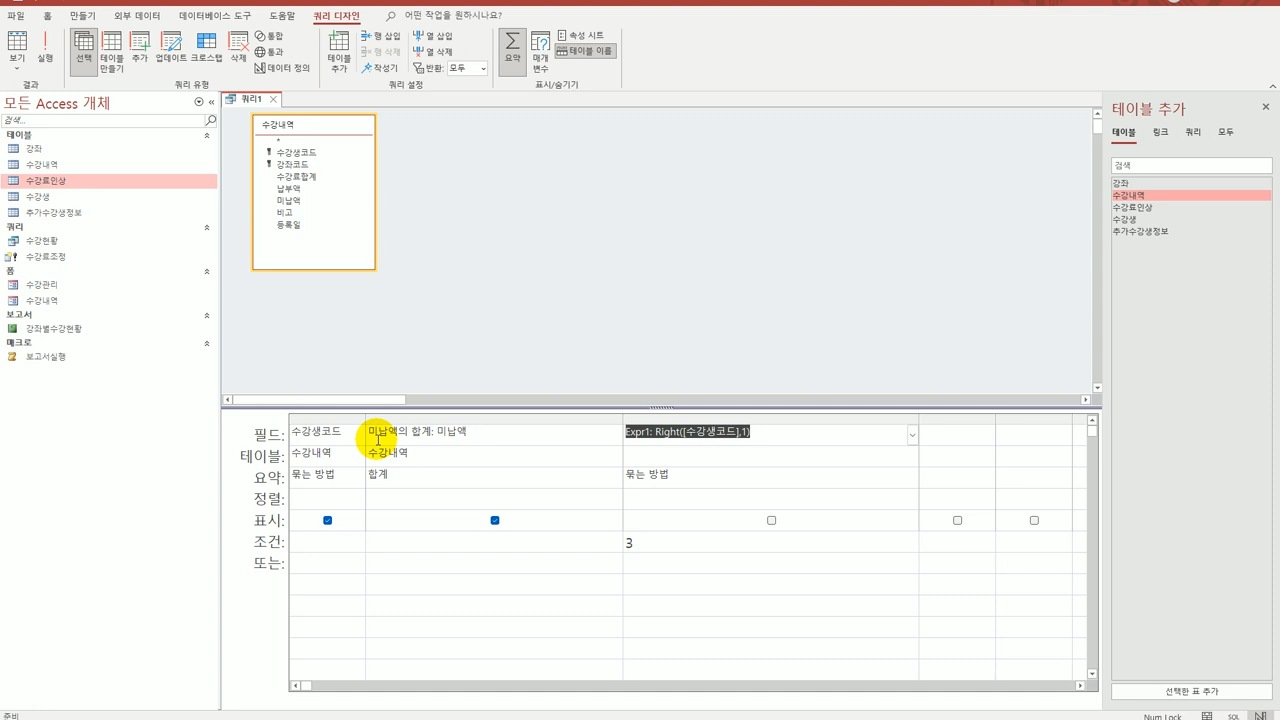 파일 홈 만들기 외부 데이터 데이터베이스 도구 도움말 쿼리 디자인 어떤 작업을 원하시나요?
보기 실행 선택 테이블 만들기 추가 업데이트 크로스탭 삭제 통합 통과 데이터 정의 테이블 추가 행 삽입 행 삭제 작성기 열 삽입 열 삭제 반환: 모두 요약 매개 변수 속성 시트 테이블 이름
결과 쿼리 유형 쿼리 설정 표시/숨기기
모든 Access 개체
검색...
테이블
강좌
수강내역
수강료인상
수강생
추가수강생정보
쿼리
수강현황
수강료조정
폼
수강관리
수강내역
보고서
강좌별수강현황
매크로
보고서실행
쿼리1
수강내역
*
수강생코드
강좌코드
수강료합계
납부액
미납액
비고
등록일
필드: 수강생코드 미납액의 합계: 미납액 Expr1: Right([수강생코드],1)
테이블: 수강내역 수강내역
요약: 묶는 방법 합계 묶는 방법
정렬:
표시:
조건: 3
또는:
테이블 추가
테이블 링크 쿼리 모두
검색
강좌
수강내역
수강료인상
수강생
추가수강생정보
선택한 표 추가
준비 Num Lock SQL